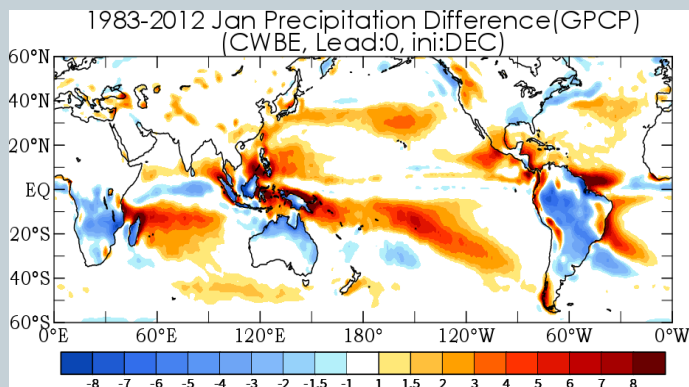 1983-2012 Jan Precipitation Difference(GPCP)
(CWBE, Lead:0, ini:DEC)
60°N
40°N
20°N
EQ
20°S
40°S
60°S
0°E 60°E 120°E 180° 120°W 60°W 0°W
-8 -7 -6 -5 -4 -3 -2 -1.5 -1 1 1.5 2 3 4 5 6 7 8